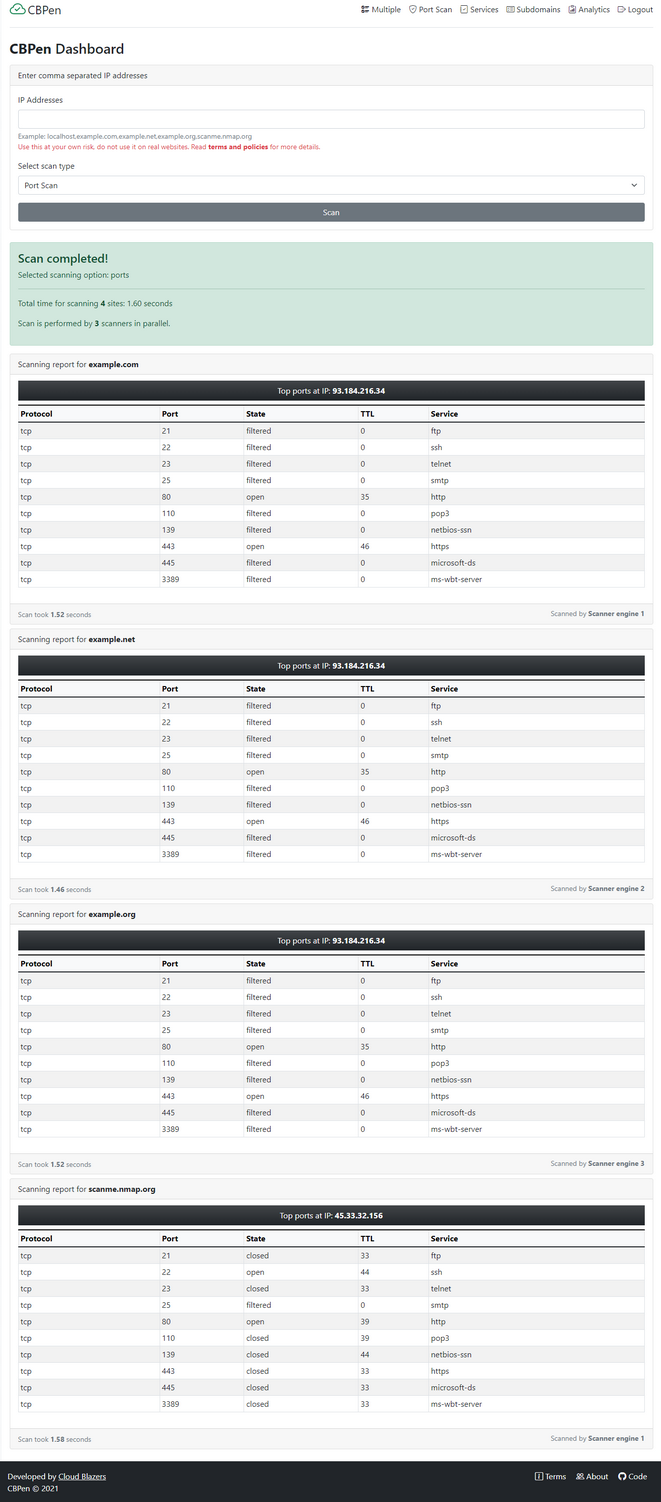 CBPen Multiple Port Scan Services Subdomains Analytics Logout
CBPen Dashboard
Enter comma separated IP addresses
IP Addresses
Example: localhost,example.com,example.net,example.org,scanme.nmap.org
Use this at your own risk, do not use it on real websites. Read terms and policies for more details.
Select scan type
Port Scan
Scan
Scan completed!
Selected scanning option: ports
Total time for scanning 4 sites: 1.60 seconds
Scan is performed by 3 scanners in parallel.
Scanning report for example.com
Top ports at IP: 93.184.216.34
Protocol Port State TTL Service
tcp 21 filtered 0 ftp
tcp 22 filtered 0 ssh
tcp 23 filtered 0 telnet
tcp 25 filtered 0 smtp
tcp 80 open 35 http
tcp 110 filtered 0 pop3
tcp 139 filtered 0 netbios-ssn
tcp 443 open 46 https
tcp 445 filtered 0 microsoft-ds
tcp 3389 filtered 0 ms-wbt-server
Scan took 1.52 seconds Scanned by Scanner engine 1
Scanning report for example.net
Top ports at IP: 93.184.216.34
Protocol Port State TTL Service
tcp 21 filtered 0 ftp
tcp 22 filtered 0 ssh
tcp 23 filtered 0 telnet
tcp 25 filtered 0 smtp
tcp 80 open 35 http
tcp 110 filtered 0 pop3
tcp 139 filtered 0 netbios-ssn
tcp 443 open 46 https
tcp 445 filtered 0 microsoft-ds
tcp 3389 filtered 0 ms-wbt-server
Scan took 1.46 seconds Scanned by Scanner engine 2
Scanning report for example.org
Top ports at IP: 93.184.216.34
Protocol Port State TTL Service
tcp 21 filtered 0 ftp
tcp 22 filtered 0 ssh
tcp 23 filtered 0 telnet
tcp 25 filtered 0 smtp
tcp 80 open 35 http
tcp 110 filtered 0 pop3
tcp 139 filtered 0 netbios-ssn
tcp 443 open 46 https
tcp 445 filtered 0 microsoft-ds
tcp 3389 filtered 0 ms-wbt-server
Scan took 1.52 seconds Scanned by Scanner engine 3
Scanning report for scanme.nmap.org
Top ports at IP: 45.33.32.156
Protocol Port State TTL Service
tcp 21 closed 33 ftp
tcp 22 open 44 ssh
tcp 23 closed 33 telnet
tcp 25 filtered 0 smtp
tcp 80 open 39 http
tcp 110 closed 39 pop3
tcp 139 closed 44 netbios-ssn
tcp 443 closed 33 https
tcp 445 closed 33 microsoft-ds
tcp 3389 closed 33 ms-wbt-server
Scan took 1.58 seconds Scanned by Scanner engine 1
Developed by Cloud Blazers Terms About Code
CBPen © 2021